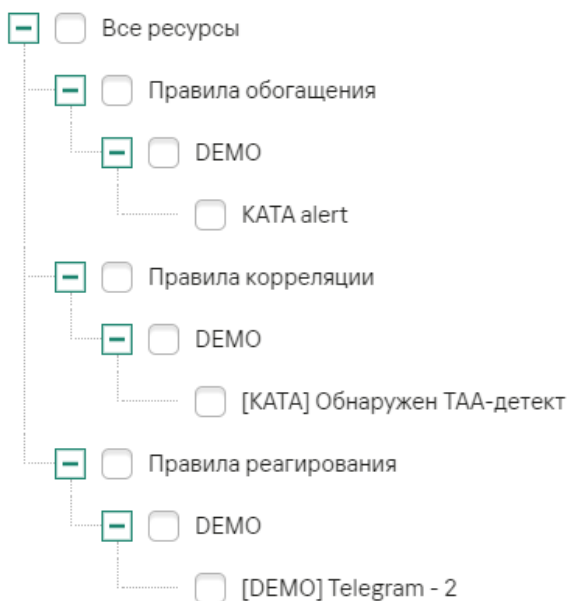 Все ресурсы
Правила обогащения
DEMO
KATA alert
Правила корреляции
DEMO
[KATA] Обнаружен ТАА-детект
Правила реагирования
DEMO
[DEMO] Telegram - 2